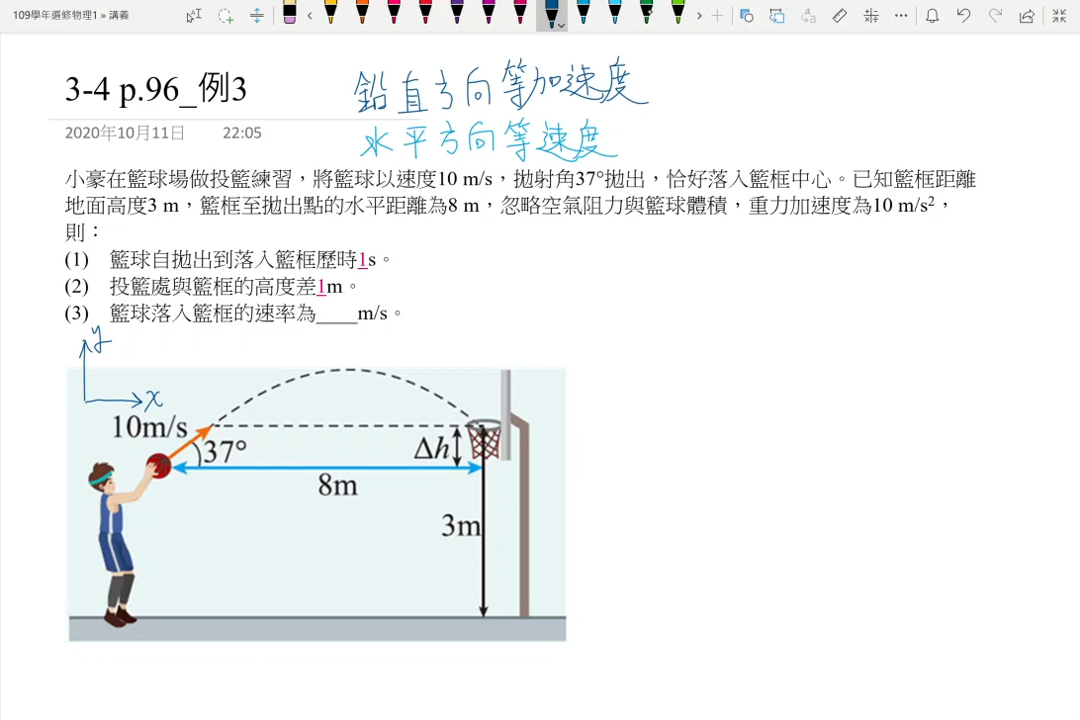 109學年選修物理1 » 講義
3-4 p.96_例3
鉛直方向等加速度
2020年10月11日 22:05
水平方向等速度
小豪在籃球場做投籃練習，將籃球以速度10 m/s，拋射角37°拋出，恰好落入籃框中心。已知籃框距離
地面高度3 m，籃框至拋出點的水平距離為8 m，忽略空氣阻力與籃球體積，重力加速度為10 m/s²，
則：
(1) 籃球自拋出到落入籃框歷時1s。
(2) 投籃處與籃框的高度差1m。
(3) 籃球落入籃框的速率為____m/s。
y
x
10m/s
37°
Δh
8m
3m